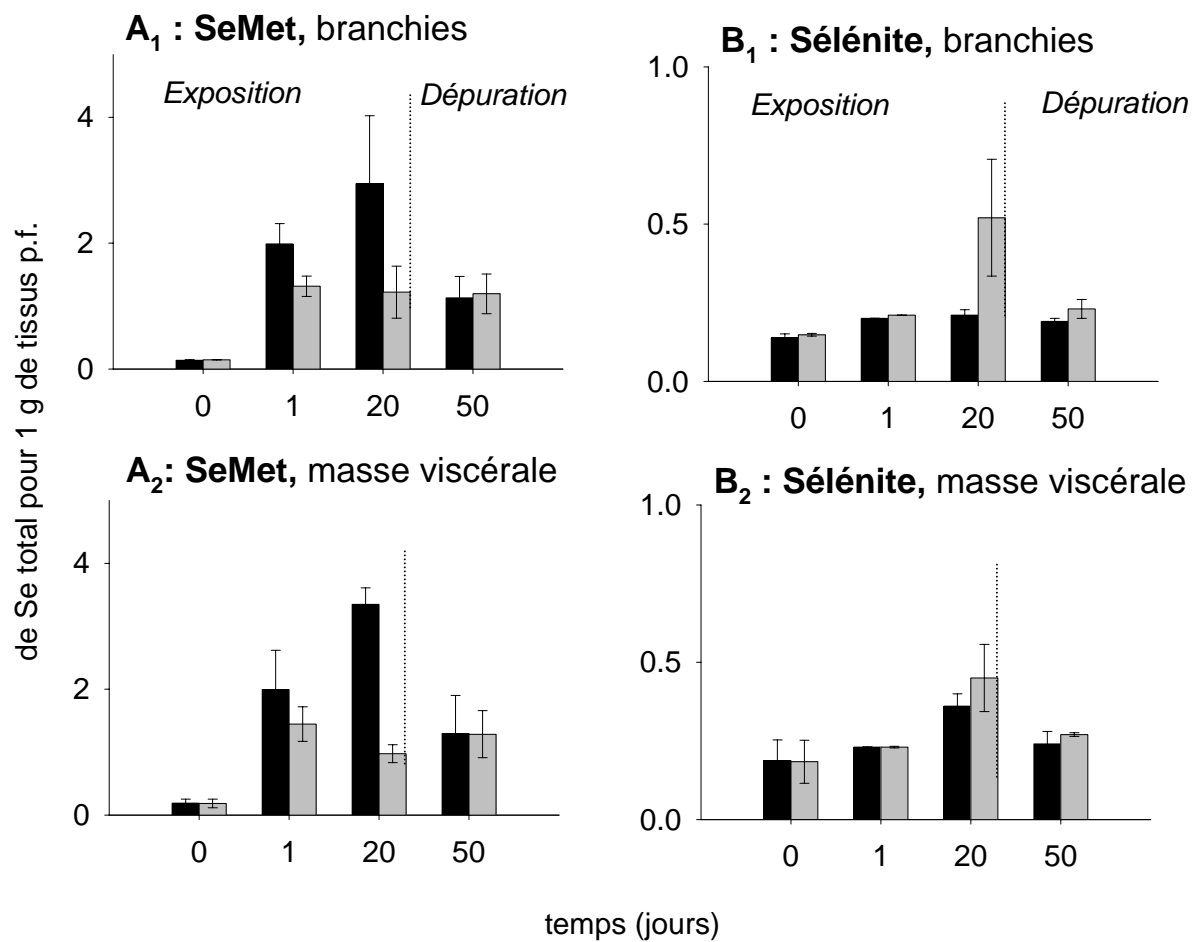 A1 : SeMet, branchies
Exposition
Dépuration
4
2
0
0 1 20 50
B1 : Sélénite, branchies
1.0
Exposition
Dépuration
0.5
0.0
0 1 20 50
de Se total pour 1 g de tissus p.f.
A2: SeMet, masse viscérale
4
2
0
0 1 20 50
B2 : Sélénite, masse viscérale
1.0
0.5
0.0
0 1 20 50
temps (jours)